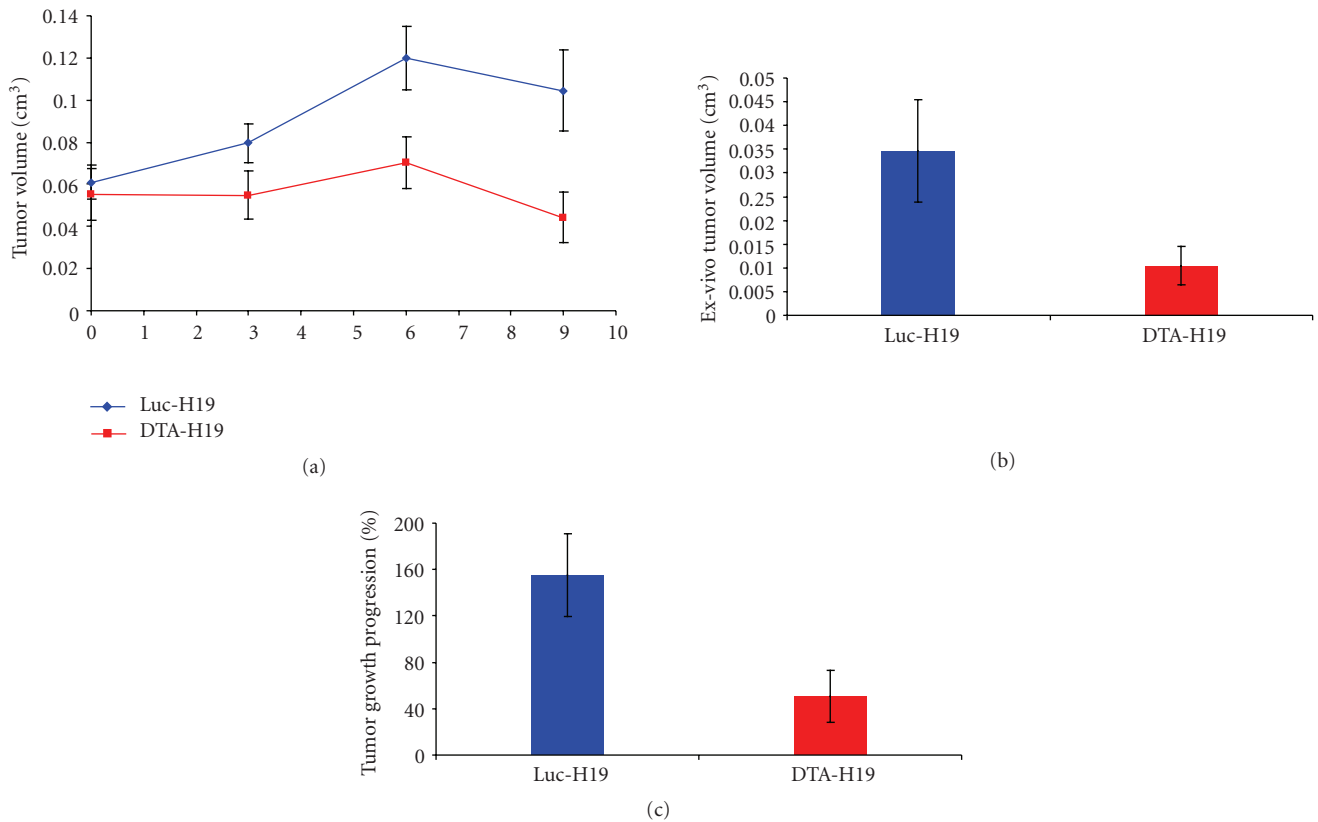 0.14
0.12
0.1
0.08
0.06
0.04
0.02
0
Tumor volume (cm³)
0 1 2 3 4 5 6 7 8 9 10
Luc-H19
DTA-H19
(a)
0.05
0.045
0.04
0.035
0.03
0.25
0.02
0.015
0.01
0.005
0
Ex-vivo tumor volume (cm³)
Luc-H19 DTA-H19
(b)
200
160
120
80
40
0
Tumor growth progression (%)
Luc-H19 DTA-H19
(c)